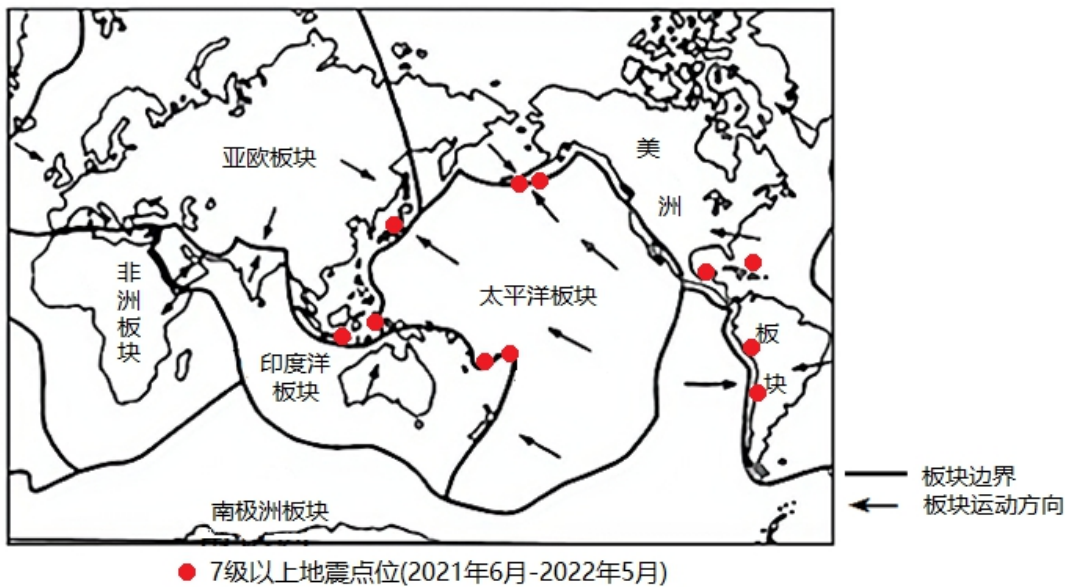 亚欧板块
美
洲
板
块
非
洲
板
块
太平洋板块
印度洋
板块
南极洲板块
板块边界
板块运动方向
7级以上地震点位(2021年6月-2022年5月)